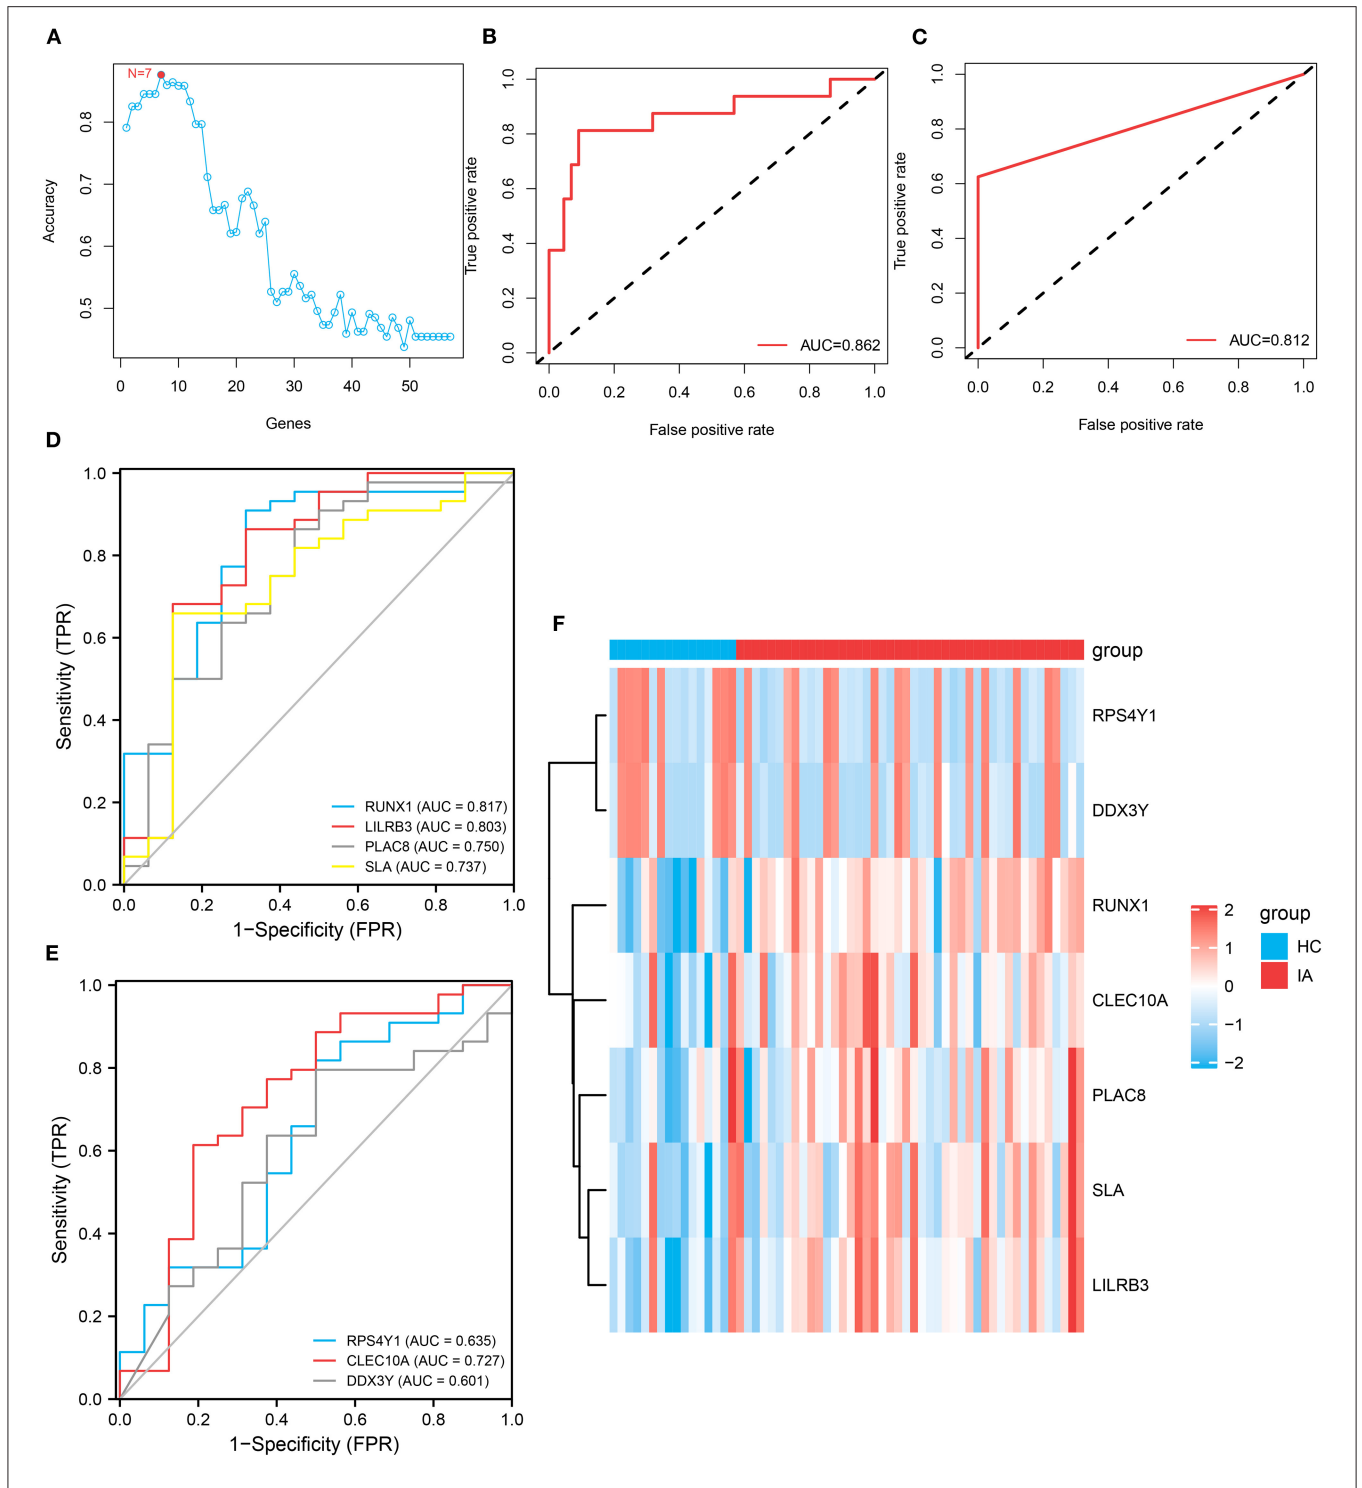 A
N=7
Accuracy
0.8
0.7
0.6
0.5
0 10 20 30 40 50
Genes
B
True positive rate
1.0
0.8
0.6
0.4
0.2
0.0
AUC=0.862
0.0 0.2 0.4 0.6 0.8 1.0
False positive rate
C
True positive rate
1.0
0.8
0.6
0.4
0.2
0.0
AUC=0.812
0.0 0.2 0.4 0.6 0.8 1.0
False positive rate
D
Sensitivity (TPR)
1.0
0.8
0.6
0.4
0.2
0.0
RUNX1 (AUC = 0.817)
LILRB3 (AUC = 0.803)
PLAC8 (AUC = 0.750)
SLA (AUC = 0.737)
0.0 0.2 0.4 0.6 0.8 1.0
1−Specificity (FPR)
E
Sensitivity (TPR)
1.0
0.8
0.6
0.4
0.2
0.0
RPS4Y1 (AUC = 0.635)
CLEC10A (AUC = 0.727)
DDX3Y (AUC = 0.601)
0.0 0.2 0.4 0.6 0.8 1.0
1−Specificity (FPR)
F
group
RPS4Y1
DDX3Y
RUNX1
CLEC10A
PLAC8
SLA
LILRB3
2
1
0
−1
−2
group
HC
IA